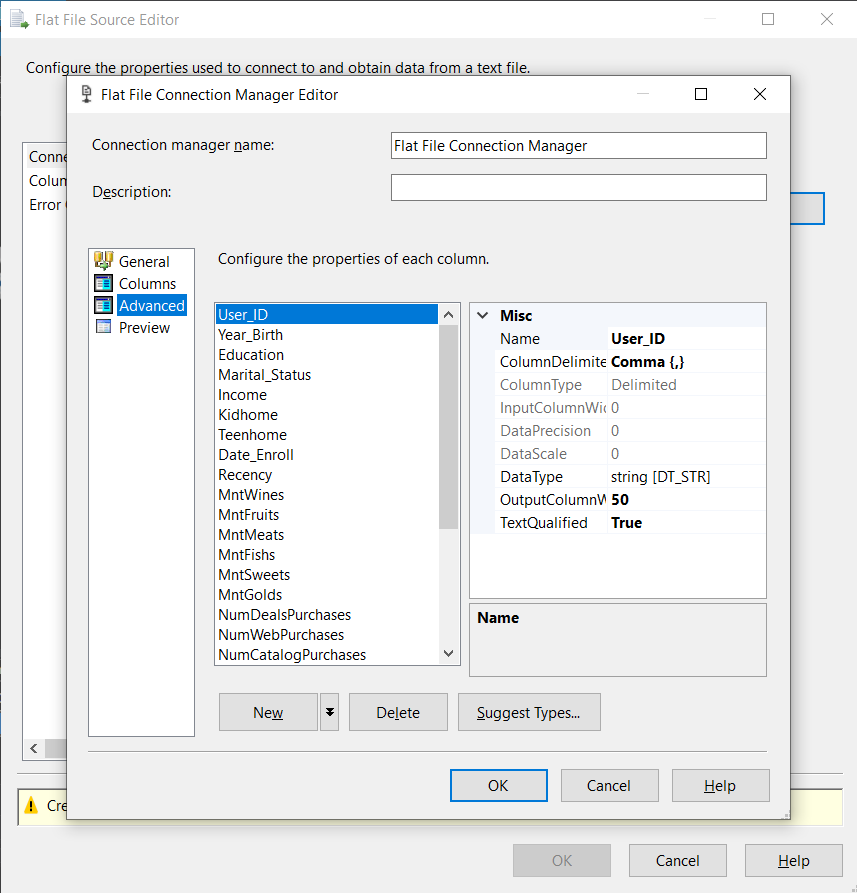 Flat File Source Editor
Configure the properties used to connect to and obtain data from a text file.
Flat File Connection Manager Editor
Connection manager name:
Flat File Connection Manager
Description:
Conne
Colum
Error
General
Columns
Advanced
Preview
Configure the properties of each column.
User_ID
Year_Birth
Education
Marital_Status
Income
Kidhome
Teenhome
Date_Enroll
Recency
MntWines
MntFruits
MntMeats
MntFishs
MntSweets
MntGolds
NumDealsPurchases
NumWebPurchases
NumCatalogPurchases
Misc
Name User_ID
ColumnDelimite Comma {,}
ColumnType Delimited
InputColumnWid 0
DataPrecision 0
DataScale 0
DataType string [DT_STR]
OutputColumnW 50
TextQualified True
Name
New
Delete
Suggest Types...
OK
Cancel
Help
Cre
OK
Cancel
Help